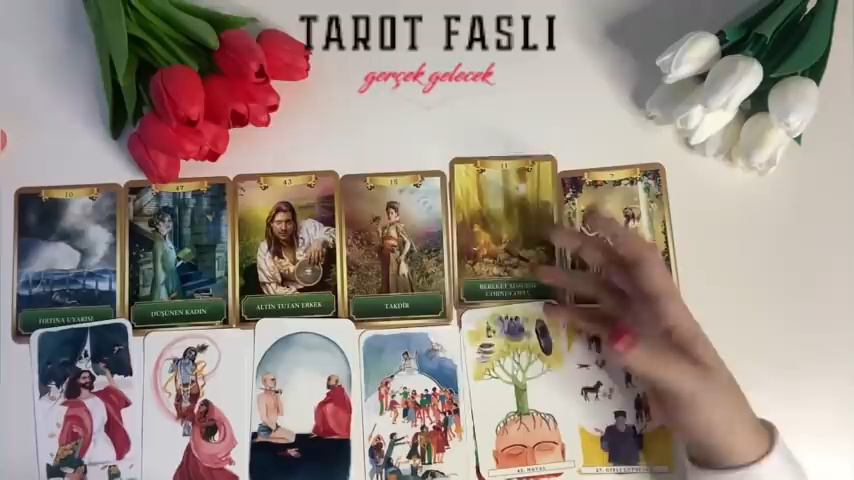 TAROT FASLI
gerçek gelecek
10
47
43
15
11
7
FIRTINA UYARISI
DÜŞÜNEN KADIN
ALTIN TUTAN ERKEK
TAKDİR
BEREKET
CORNUCOPIA